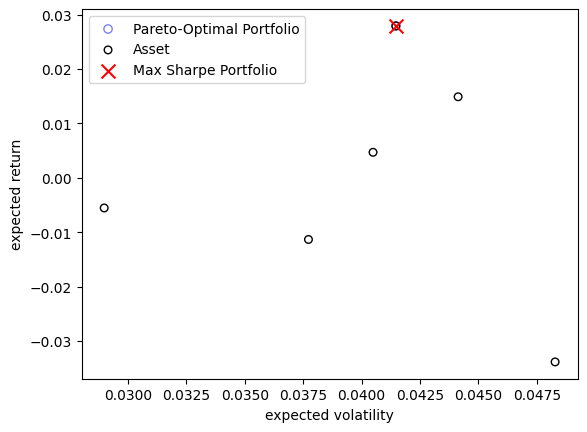 Pareto-Optimal Portfolio
Asset
Max Sharpe Portfolio
0.03
0.02
0.01
0.00
−0.01
−0.02
−0.03
expected return
0.0300 0.0325 0.0350 0.0375 0.0400 0.0425 0.0450 0.0475
expected volatility